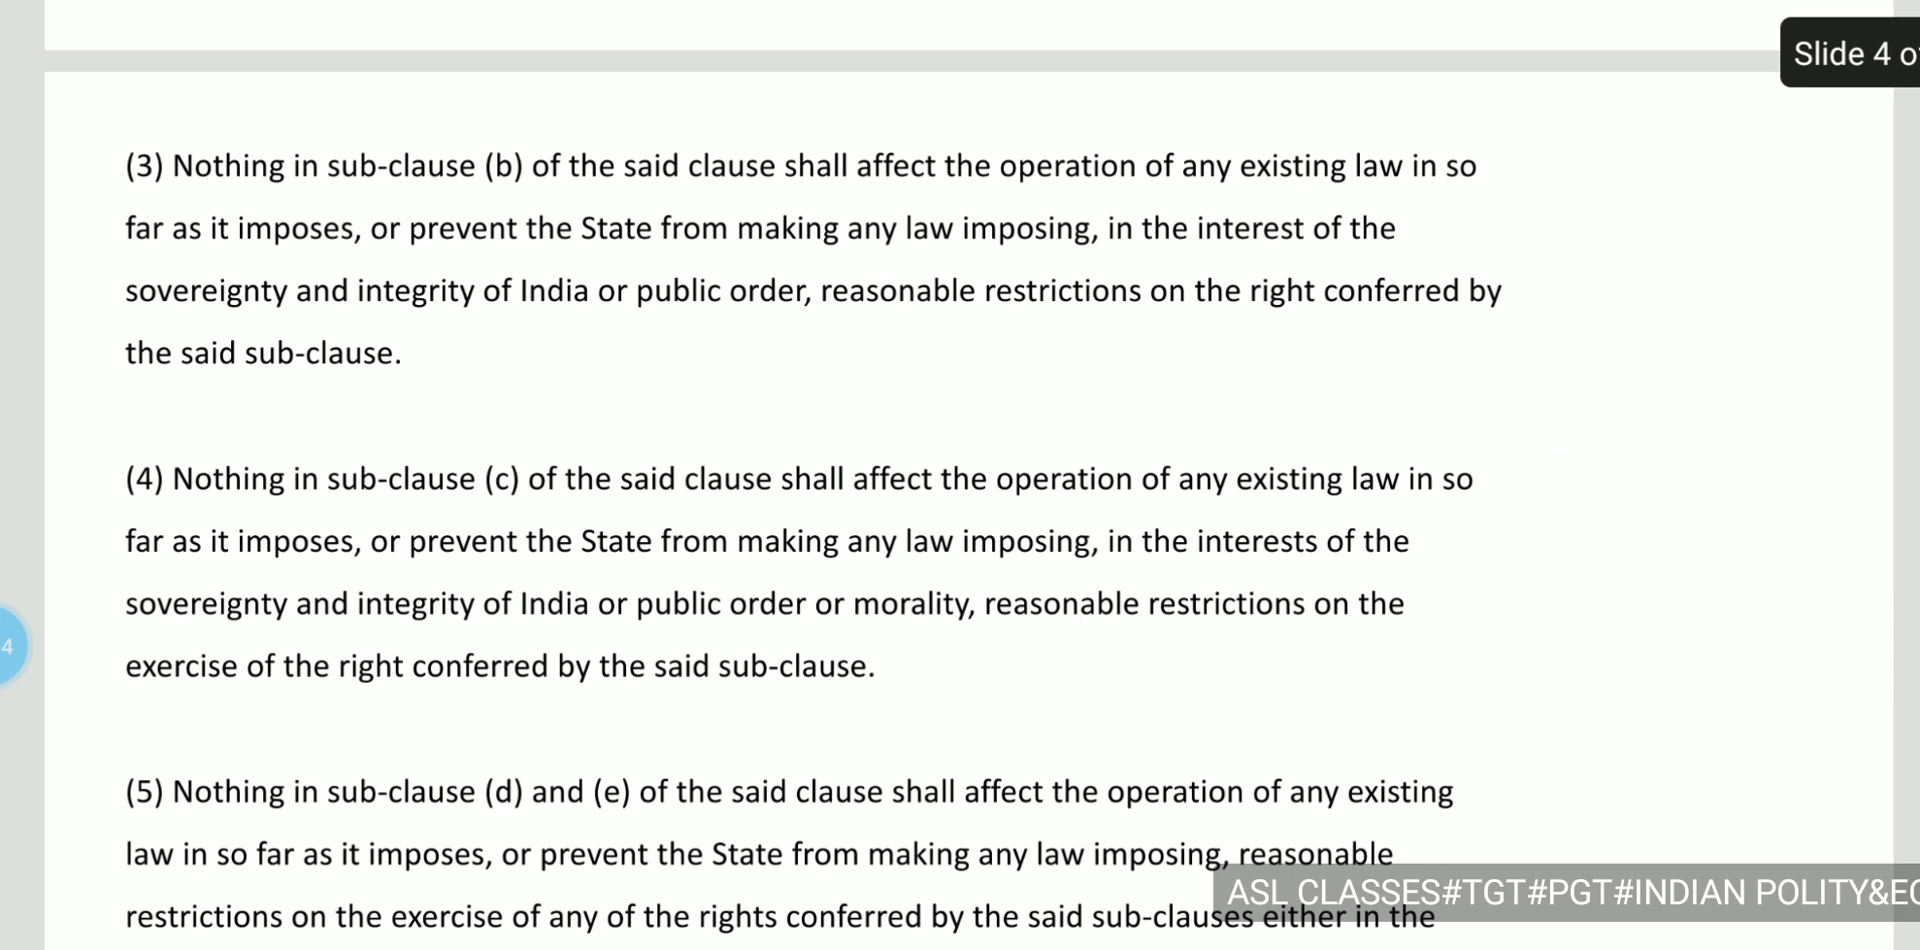 Slide 4 o
(3) Nothing in sub-clause (b) of the said clause shall affect the operation of any existing law in so
far as it imposes, or prevent the State from making any law imposing, in the interest of the
sovereignty and integrity of India or public order, reasonable restrictions on the right conferred by
the said sub-clause.
(4) Nothing in sub-clause (c) of the said clause shall affect the operation of any existing law in so
far as it imposes, or prevent the State from making any law imposing, in the interests of the
sovereignty and integrity of India or public order or morality, reasonable restrictions on the
exercise of the right conferred by the said sub-clause.
4
(5) Nothing in sub-clause (d) and (e) of the said clause shall affect the operation of any existing
law in so far as it imposes, or prevent the State from making any law imposing, reasonable
ASL CLASSES#TGT#PGT#INDIAN POLITY&EC
restrictions on the exercise of any of the rights conferred by the said sub-clauses either in the